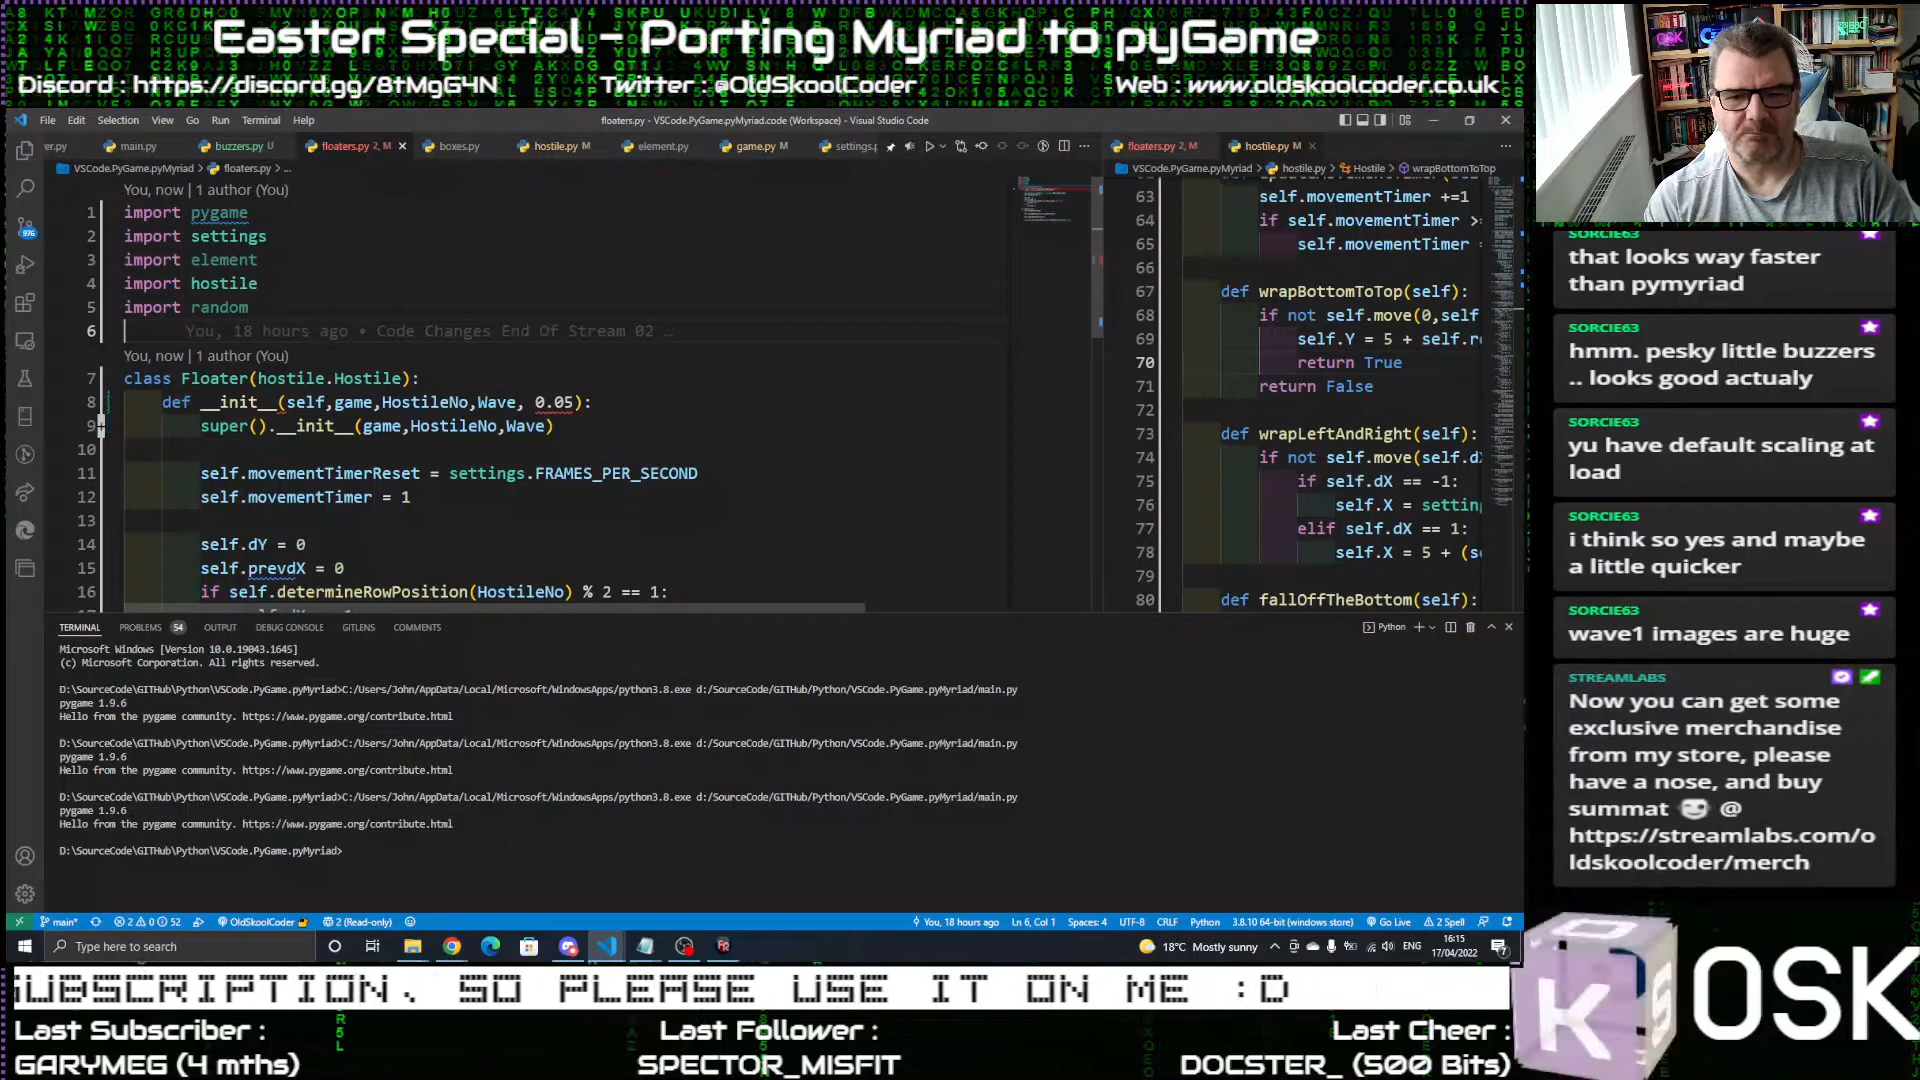 Easter Special - Porting Myriad to pyGame
Discord : https://discord.gg/8tMgG4N
Twitter : @OldSkoolCoder
Web : www.oldskoolcoder.co.uk
File Edit Selection View Go Run Terminal Help
floaters.py - VSCode.PyGame.pyMyriad.code (Workspace) - Visual Studio Code
er.py main.py buzzers.py U floaters.py 2, M boxes.py hostile.py M element.py game.py M settings.p
floaters.py 2, M hostile.py M
VSCode.PyGame.pyMyriad > floaters.py > ...
VSCode.PyGame.pyMyriad > hostile.py > Hostile > wrapBottomToTop
You, now | 1 author (You)
1 import pygame
2 import settings
3 import element
4 import hostile
5 import random
6 You, 18 hours ago • Code Changes End Of Stream 02 …
You, now | 1 author (You)
7 class Floater(hostile.Hostile):
8 def __init__(self,game,HostileNo,Wave, 0.05):
9 super().__init__(game,HostileNo,Wave)
10
11 self.movementTimerReset = settings.FRAMES_PER_SECOND
12 self.movementTimer = 1
13
14 self.dY = 0
15 self.prevdX = 0
16 if self.determineRowPosition(HostileNo) % 2 == 1:
63 self.movementTimer +=1
64 if self.movementTimer >
65 self.movementTimer =
66
67 def wrapBottomToTop(self):
68 if not self.move(0,self
69 self.Y = 5 + self.re
70 return True
71 return False
72
73 def wrapLeftAndRight(self):
74 if not self.move(self.d
75 if self.dX == -1:
76 self.X = settin
77 elif self.dX == 1:
78 self.X = 5 + (s
79
80 def fallOffTheBottom(self):
TERMINAL PROBLEMS 54 OUTPUT DEBUG CONSOLE GITLENS COMMENTS
Python
Microsoft Windows [Version 10.0.19043.1645]
(c) Microsoft Corporation. All rights reserved.
D:\SourceCode\GITHub\Python\VSCode.PyGame.pyMyriad>C:/Users/John/AppData/Local/Microsoft/WindowsApps/python3.8.exe d:/SourceCode/GITHub/Python/VSCode.PyGame.pyMyriad/main.py
pygame 1.9.6
Hello from the pygame community. https://www.pygame.org/contribute.html
D:\SourceCode\GITHub\Python\VSCode.PyGame.pyMyriad>C:/Users/John/AppData/Local/Microsoft/WindowsApps/python3.8.exe d:/SourceCode/GITHub/Python/VSCode.PyGame.pyMyriad/main.py
pygame 1.9.6
Hello from the pygame community. https://www.pygame.org/contribute.html
D:\SourceCode\GITHub\Python\VSCode.PyGame.pyMyriad>C:/Users/John/AppData/Local/Microsoft/WindowsApps/python3.8.exe d:/SourceCode/GITHub/Python/VSCode.PyGame.pyMyriad/main.py
pygame 1.9.6
Hello from the pygame community. https://www.pygame.org/contribute.html
D:\SourceCode\GITHub\Python\VSCode.PyGame.pyMyriad>
976
main* 2 0 52 OldSkoolCoder 2 (Read-only) You, 18 hours ago Ln 6, Col 1 Spaces: 4 UTF-8 CRLF Python 3.8.10 64-bit (windows store) Go Live 2 Spell
Type here to search
18°C Mostly sunny
ENG
16:15
17/04/2022
SORCIE63
that looks way faster
than pymyriad
SORCIE63
hmm. pesky little buzzers
.. looks good actualy
SORCIE63
yu have default scaling at
load
SORCIE63
i think so yes and maybe
a little quicker
SORCIE63
wave1 images are huge
STREAMLABS
Now you can get some
exclusive merchandise
from my store, please
have a nose, and buy
summat @
https://streamlabs.com/o
ldskoolcoder/merch
UBSCRIPTION. SO PLEASE USE IT ON ME :D
Last Subscriber :
GARYMEG (4 mths)
Last Follower :
SPECTOR_MISFIT
Last Cheer :
DOCSTER_ (500 Bits)
K
OSK